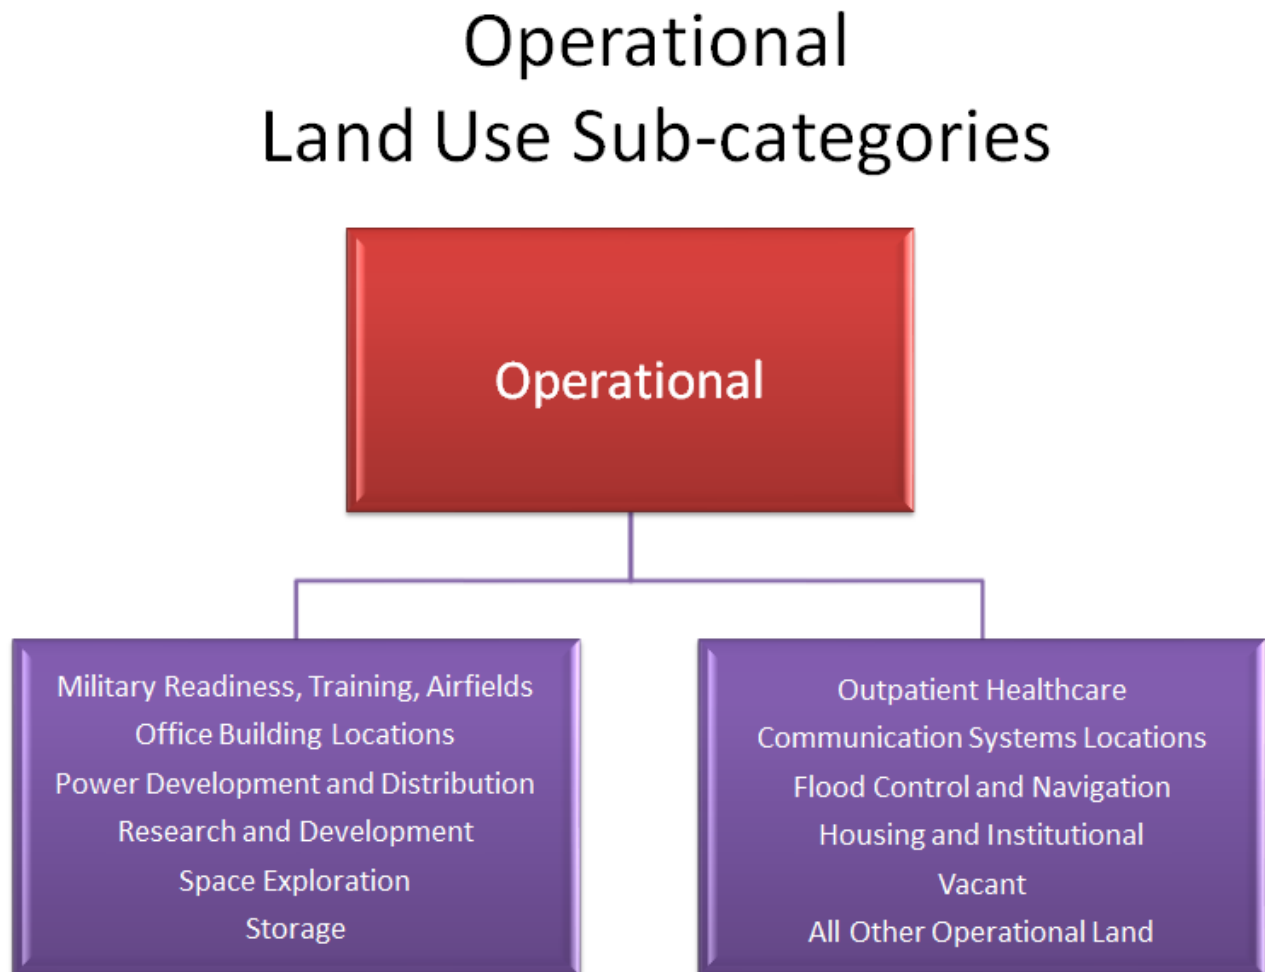 Operational
Land Use Sub-categories
Operational
Military Readiness, Training, Airfields
Office Building Locations
Power Development and Distribution
Research and Development
Space Exploration
Storage
Outpatient Healthcare
Communication Systems Locations
Flood Control and Navigation
Housing and Institutional
Vacant
All Other Operational Land